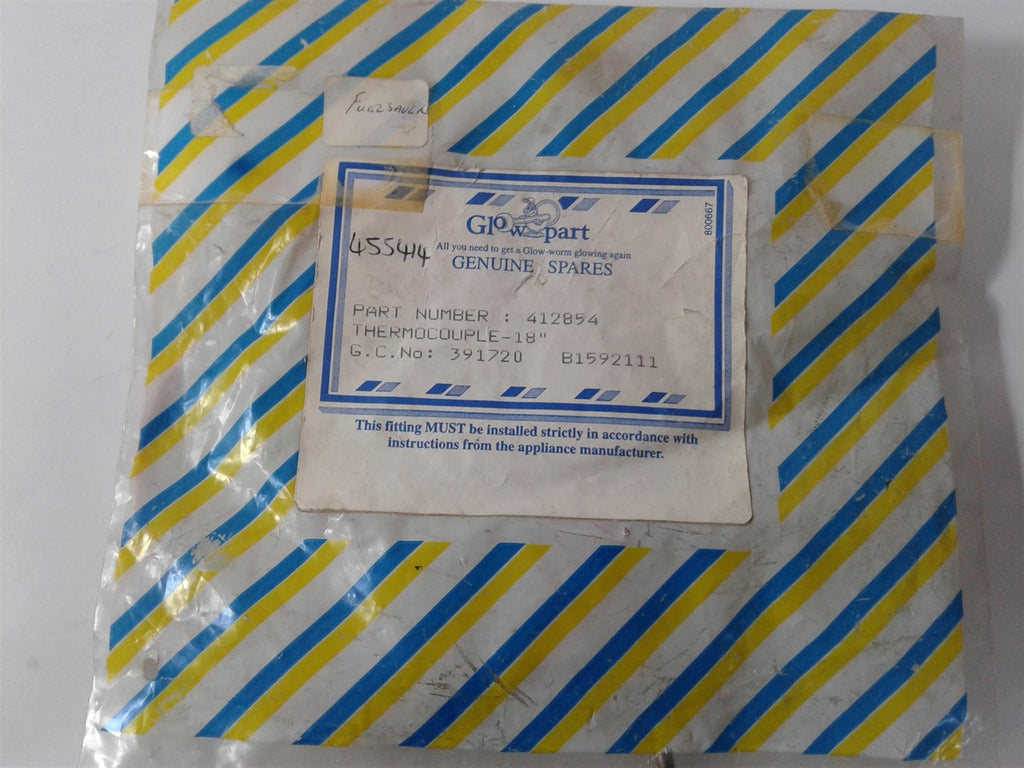 FUELSAVER
800667
Glow part
All you need to get a Glow-worm glowing again
GENUINE SPARES
455414
PART NUMBER : 412854
THERMOCOUPLE-18"
G.C.No: 391720 B1592111
This fitting MUST be installed strictly in accordance with
instructions from the appliance manufacturer.